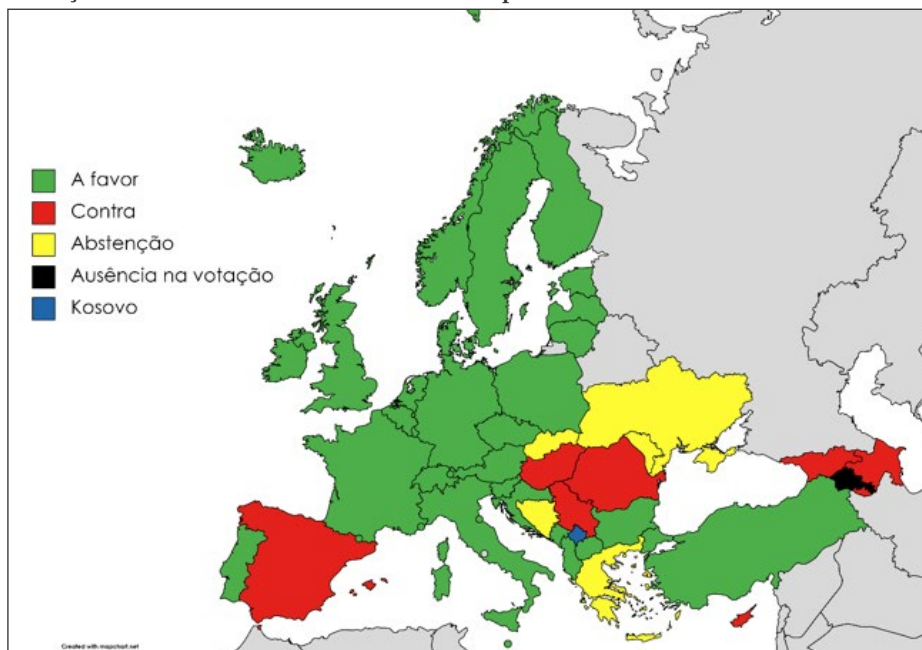 A favor
Contra
Abstenção
Ausência na votação
Kosovo
Created with mapchart.net